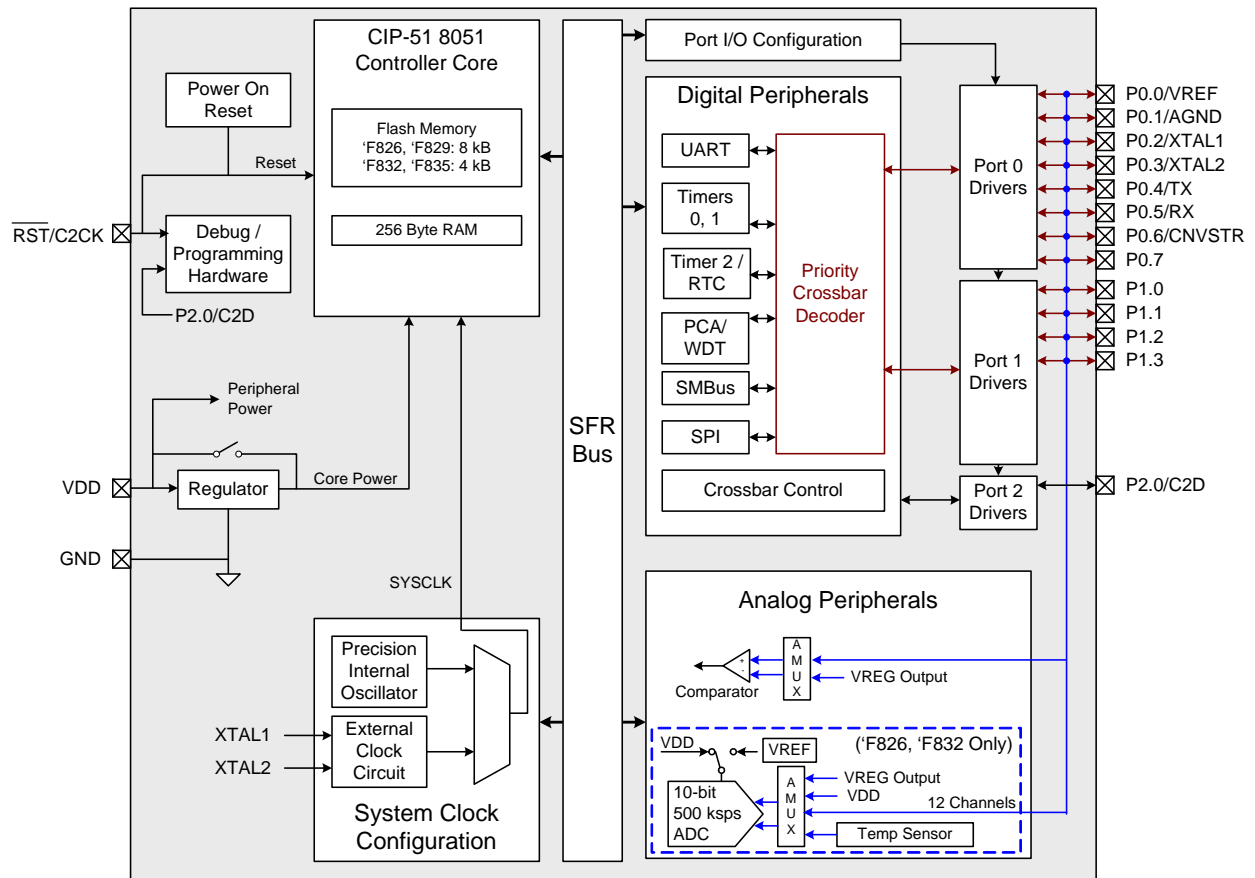 CIP-51 8051
Controller Core
Flash Memory
‘F826, ‘F829: 8 kB
‘F832, ‘F835: 4 kB
256 Byte RAM
Power On
Reset
Reset
RST/C2CK
Debug /
Programming
Hardware
P2.0/C2D
Peripheral
Power
VDD
Regulator
Core Power
GND
SYSCLK
Precision
Internal
Oscillator
XTAL1
XTAL2
External
Clock
Circuit
System Clock
Configuration
SFR
Bus
Port I/O Configuration
Digital Peripherals
UART
Timers
0, 1
Timer 2 /
RTC
PCA/
WDT
SMBus
SPI
Priority
Crossbar
Decoder
Crossbar Control
Port 0
Drivers
Port 1
Drivers
Port 2
Drivers
P0.0/VREF
P0.1/AGND
P0.2/XTAL1
P0.3/XTAL2
P0.4/TX
P0.5/RX
P0.6/CNVSTR
P0.7
P1.0
P1.1
P1.2
P1.3
P2.0/C2D
Analog Peripherals
+
-
Comparator
A
M
U
X
VREG Output
(‘F826, ‘F832 Only)
VDD
VREF
10-bit
500 ksps
ADC
A
M
U
X
VREG Output
VDD
12 Channels
Temp Sensor